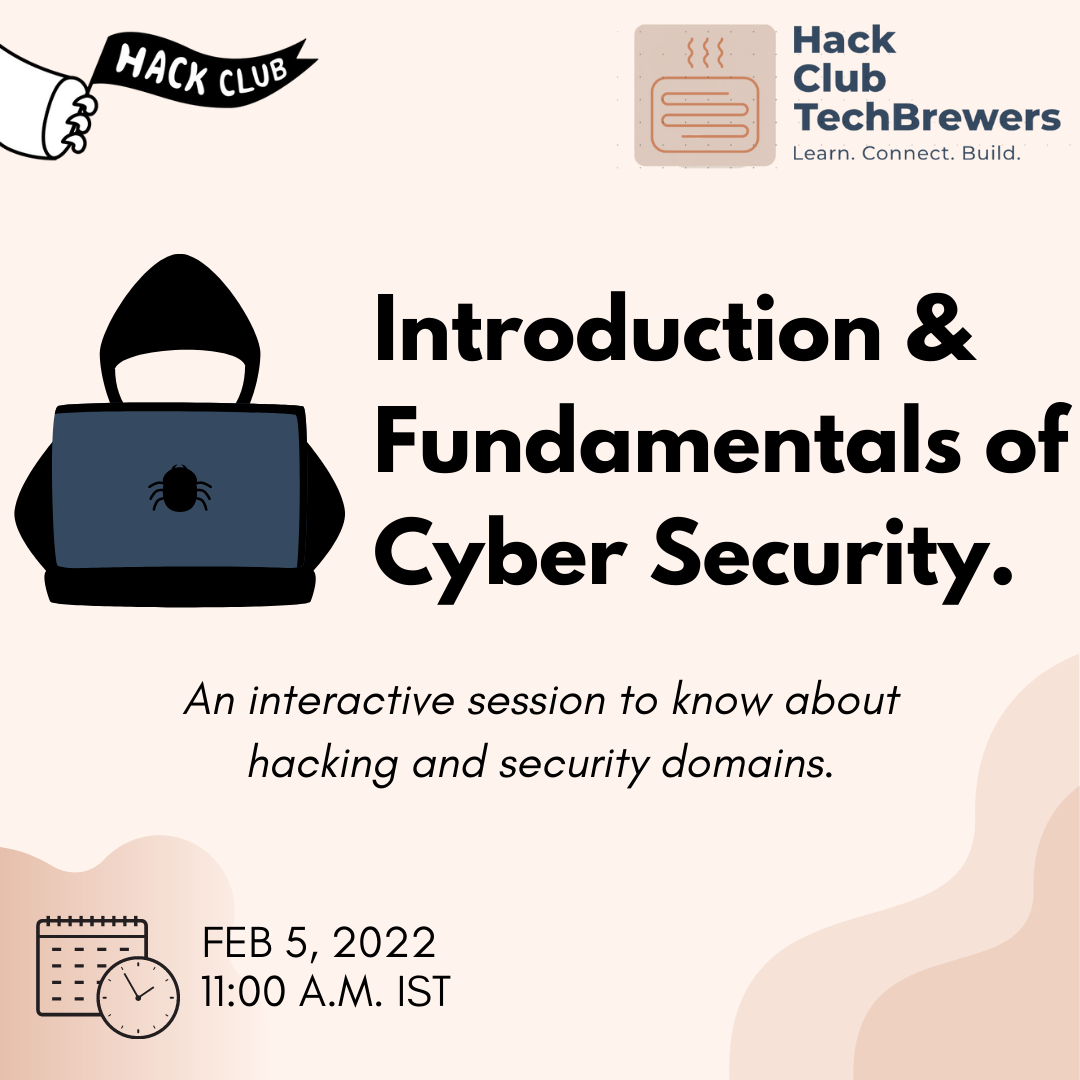 HACK CLUB
Hack
Club
TechBrewers
Learn. Connect. Build.
Introduction &
Fundamentals of
Cyber Security.
An interactive session to know about
hacking and security domains.
FEB 5, 2022
11:00 A.M. IST